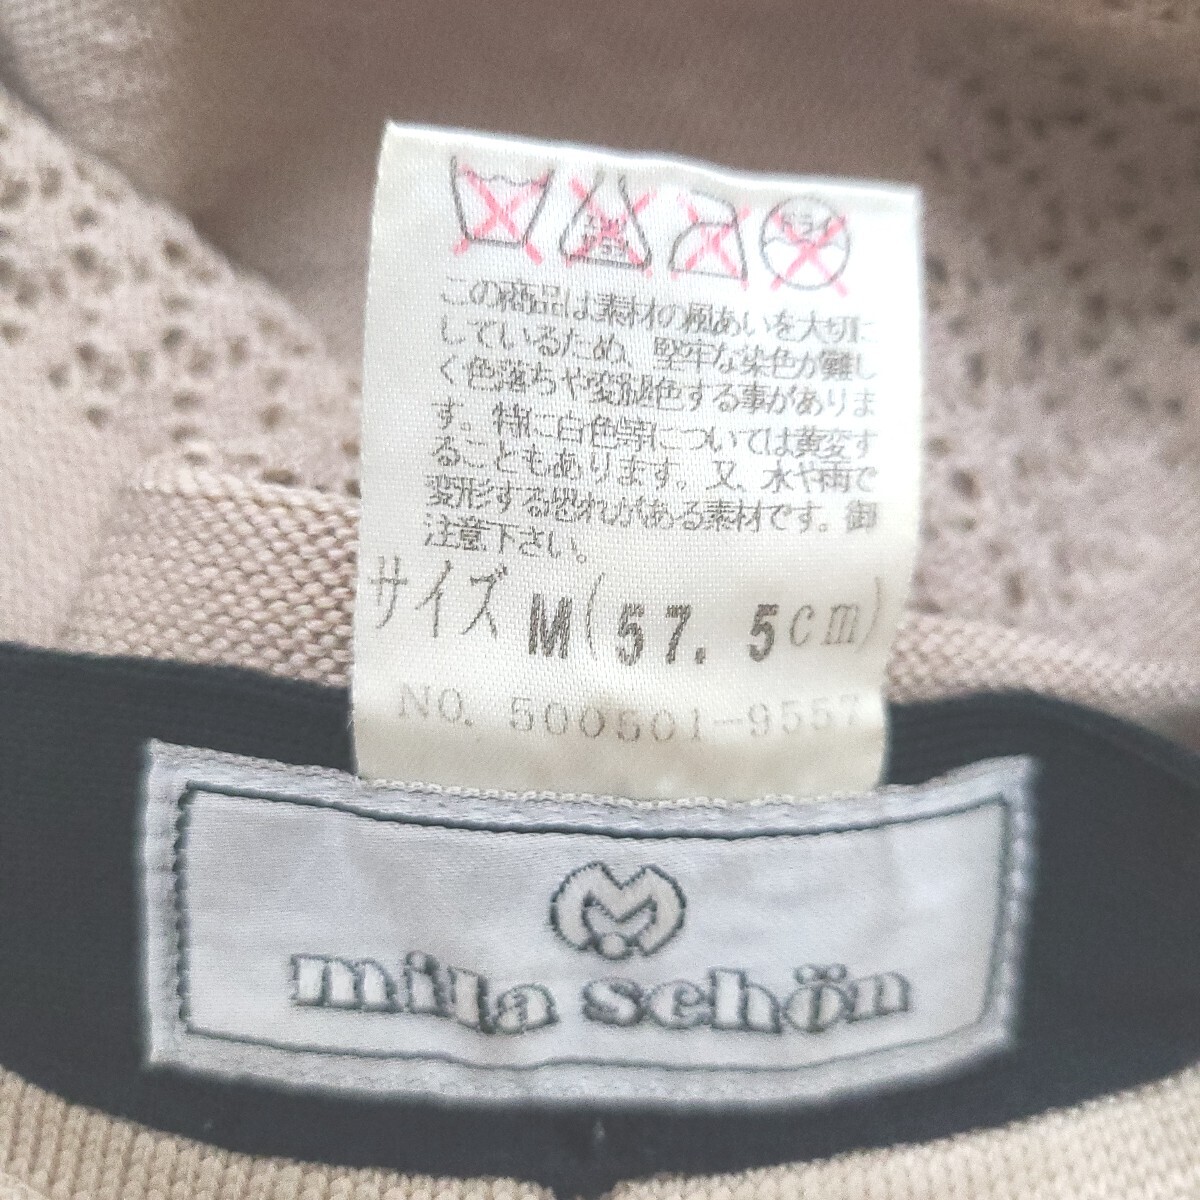 この商品は素材の風あいを大切に
しているため、堅牢な染色が難し
く色落ちや変褪色する事がありま
す。特に白色等については黄変す
ることもあります。又、水や雨で
変形する恐れがある素材です。御
注意下さい。
サイズ M(57.5cm)
NO. 500501-9557
mila schön